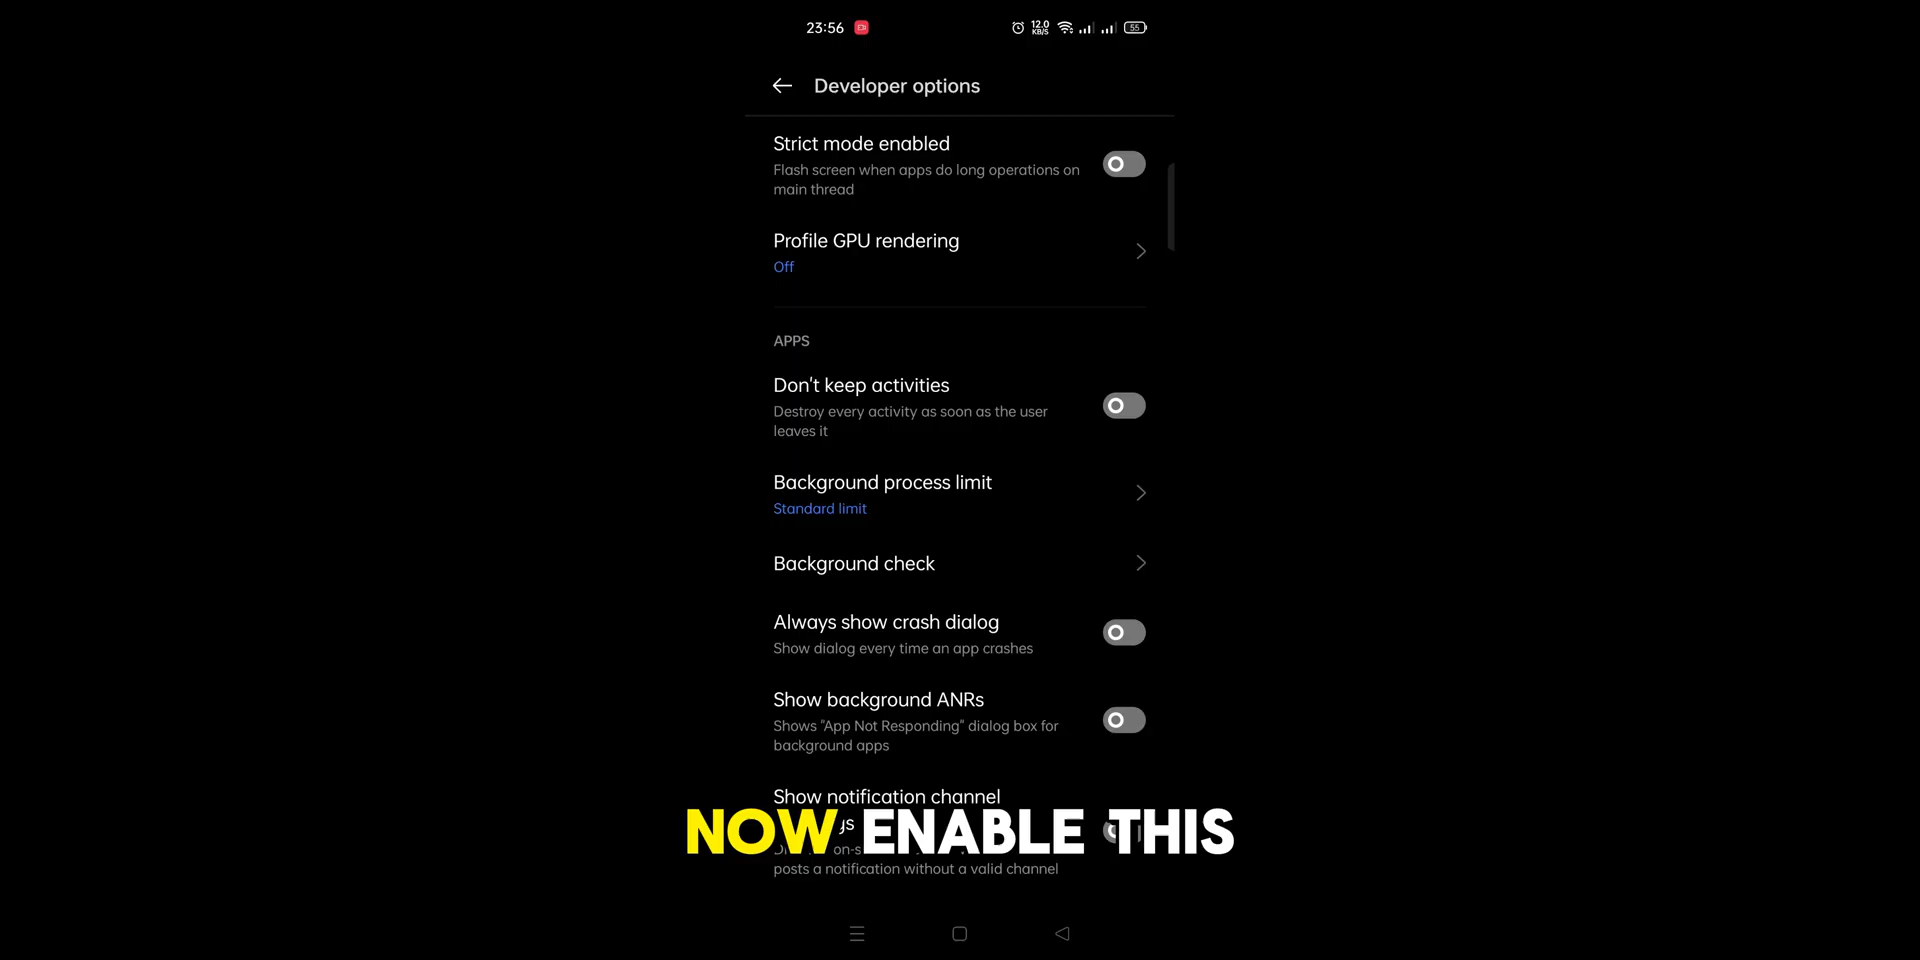 23:56
12.0
KB/S
55
Developer options
Strict mode enabled
Flash screen when apps do long operations on
main thread
Profile GPU rendering
Off
APPS
Don't keep activities
Destroy every activity as soon as the user
leaves it
Background process limit
Standard limit
Background check
Always show crash dialog
Show dialog every time an app crashes
Show background ANRs
Shows "App Not Responding" dialog box for
background apps
Show notification channel
NOW ENABLE THIS
posts a notification without a valid channel